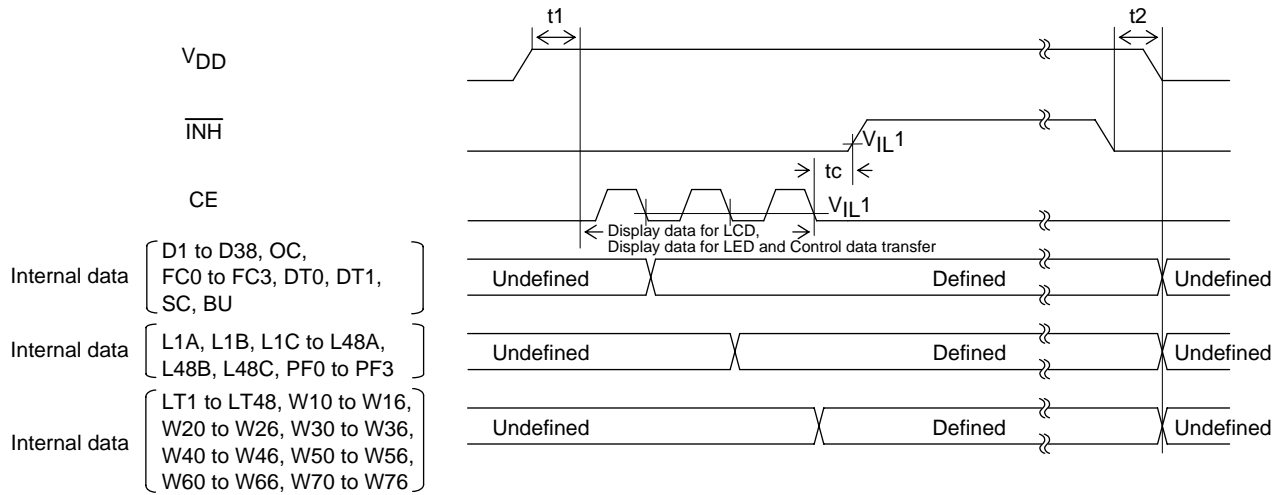 t1
t2
VDD
INH
VIL1
tc
CE
VIL1
Display data for LCD,
Display data for LED and Control data transfer
Internal data
D1 to D38, OC,
FC0 to FC3, DT0, DT1,
SC, BU
Undefined
Defined
Undefined
Internal data
L1A, L1B, L1C to L48A,
L48B, L48C, PF0 to PF3
Undefined
Defined
Undefined
Internal data
LT1 to LT48, W10 to W16,
W20 to W26, W30 to W36,
W40 to W46, W50 to W56,
W60 to W66, W70 to W76
Undefined
Defined
Undefined